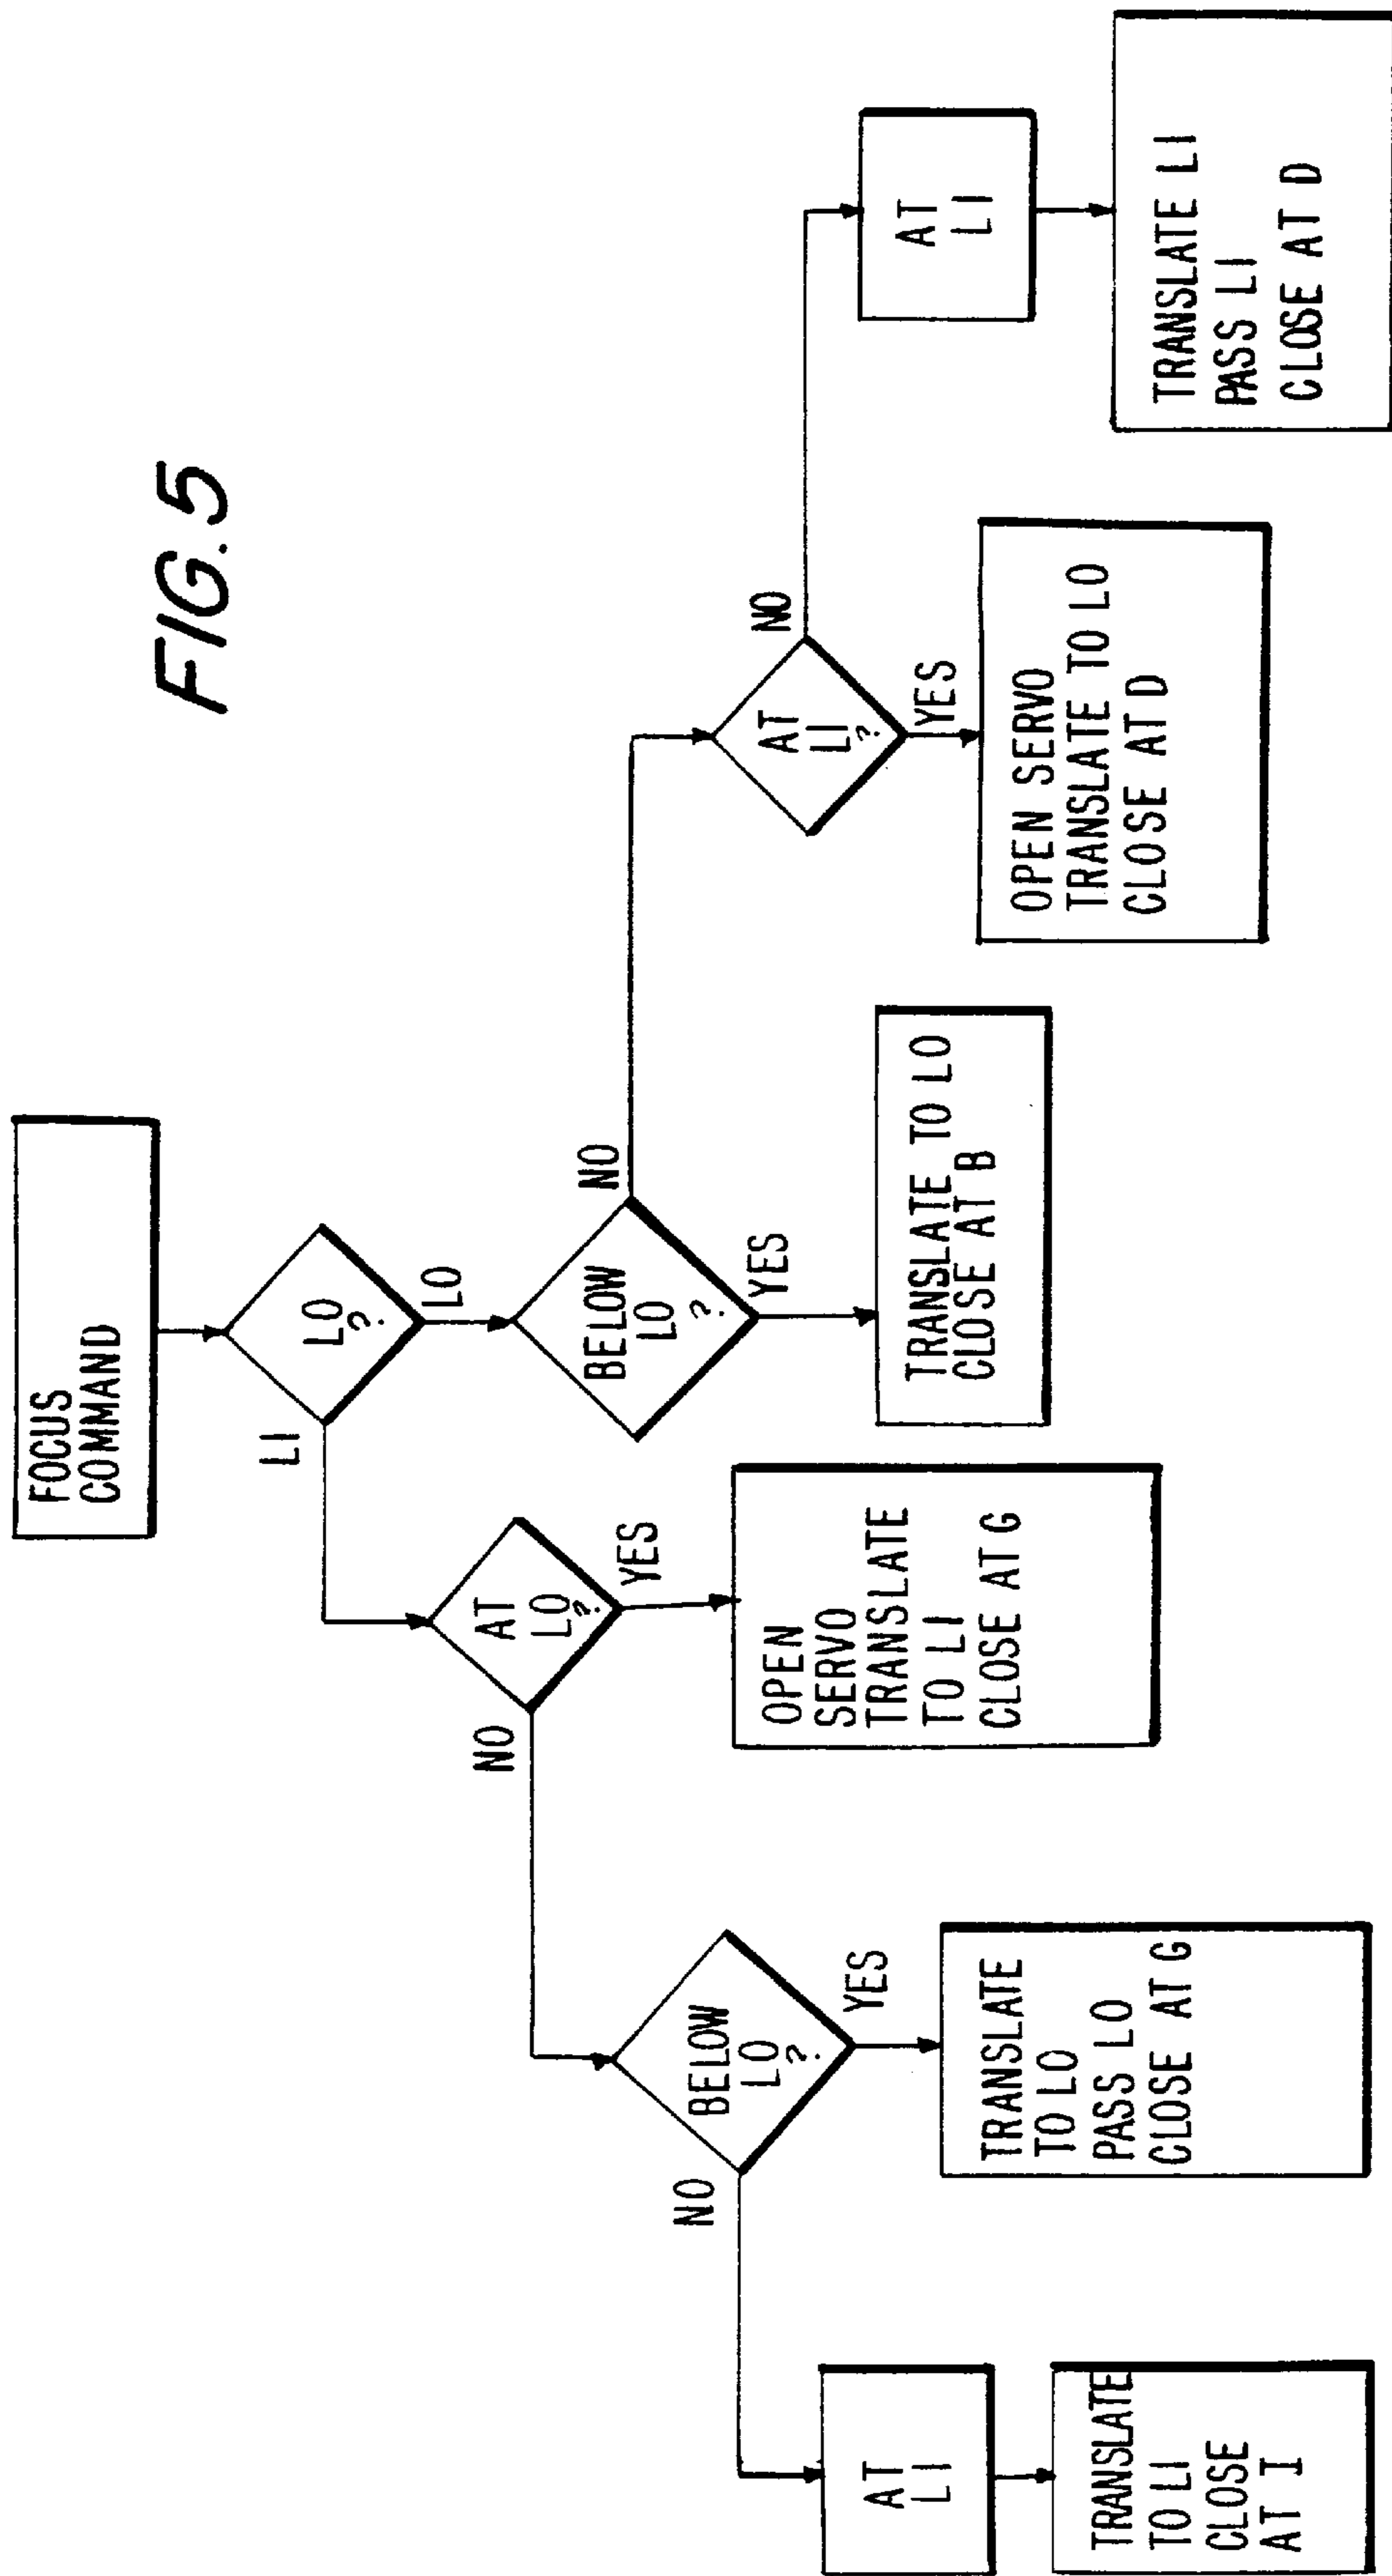 FIG. 5
FOCUS
COMMAND
LO
?
LI
LO
AT
LO
?
NO
YES
BELOW
LO
?
NO
YES
BELOW
LO
?
NO
YES
OPEN
SERVO
TRANSLATE
TO LI
CLOSE AT G
TRANSLATE TO LO
CLOSE AT B
AT
LI
?
NO
YES
AT
LI
TRANSLATE
TO LI
CLOSE
AT I
TRANSLATE
TO LO
PASS LO
CLOSE AT G
OPEN SERVO
TRANSLATE TO LO
CLOSE AT D
AT
LI
TRANSLATE LI
PASS LI
CLOSE AT D